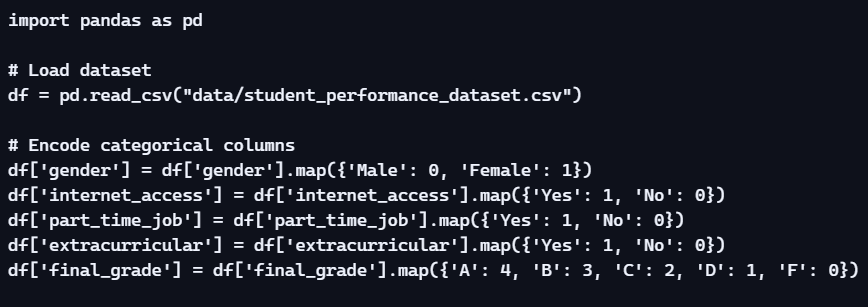 import pandas as pd
# Load dataset
df = pd.read_csv("data/student_performance_dataset.csv")
# Encode categorical columns
df['gender'] = df['gender'].map({'Male': 0, 'Female': 1})
df['internet_access'] = df['internet_access'].map({'Yes': 1, 'No': 0})
df['part_time_job'] = df['part_time_job'].map({'Yes': 1, 'No': 0})
df['extracurricular'] = df['extracurricular'].map({'Yes': 1, 'No': 0})
df['final_grade'] = df['final_grade'].map({'A': 4, 'B': 3, 'C': 2, 'D': 1, 'F': 0})